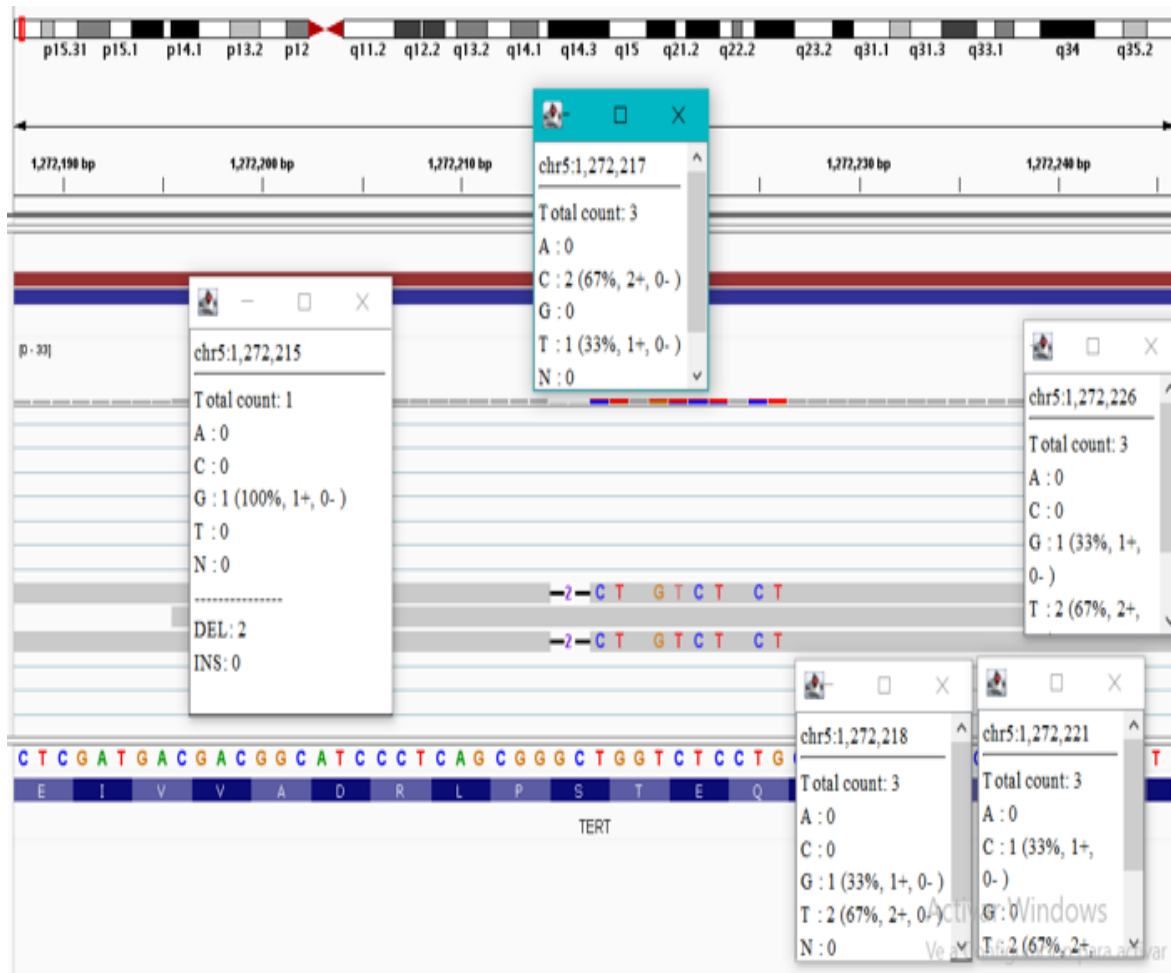 p15.31 p15.1 p14.1 p13.2 p12 q11.2 q12.2 q13.2 q14.1 q14.3 q15 q21.2 q22.2 q23.2 q31.1 q31.3 q33.1 q34 q35.2
1,272,190 bp 1,272,200 bp 1,272,210 bp 1,272,230 bp 1,272,240 bp
chr5:1,272,217
Total count: 3
A : 0
C : 2 (67%, 2+, 0- )
G : 0
T : 1 (33%, 1+, 0- )
N : 0
[0 - 33]
chr5:1,272,215
Total count: 1
A : 0
C : 0
G : 1 (100%, 1+, 0- )
T : 0
N : 0
---------------
DEL: 2
INS: 0
chr5:1,272,226
Total count: 3
A : 0
C : 0
G : 1 (33%, 1+,
0- )
T : 2 (67%, 2+,
2 C T G T C T C T
2 C T G T C T C T
chr5:1,272,218
Total count: 3
A : 0
C : 0
G : 1 (33%, 1+, 0- )
T : 2 (67%, 2+, 0- )
N : 0
chr5:1,272,221
Total count: 3
A : 0
C : 1 (33%, 1+,
0- )
G : 0
T : 2 (67%, 2+,
C T C G A T G A C G A C G G C A T C C C T C A G C G G G C T G G T C T C C T G T
E I V V A D R L P S T E Q
TERT
Activar Windows
Ve a Configuración para activar